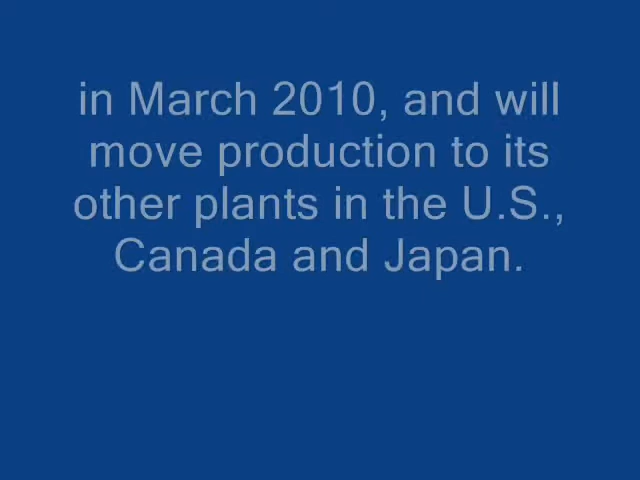 in March 2010, and will
move production to its
other plants in the U.S.,
Canada and Japan.